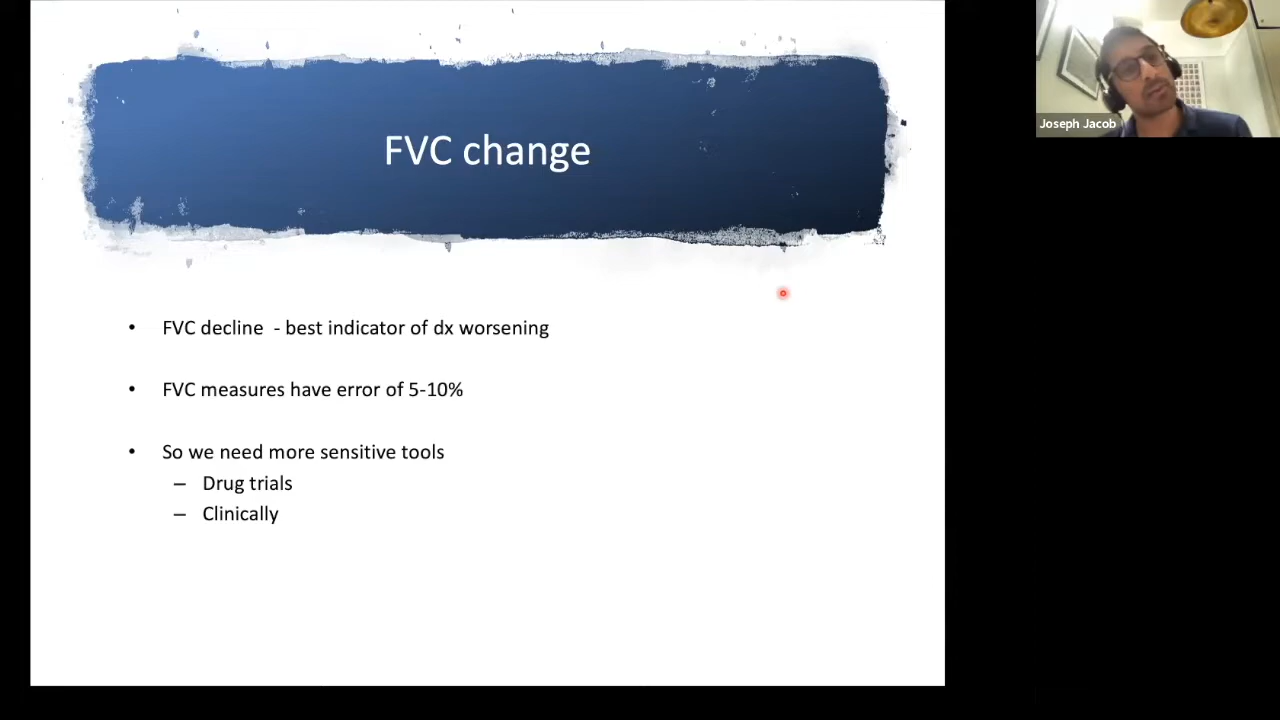 FVC change
Joseph Jacob
• FVC decline - best indicator of dx worsening
• FVC measures have error of 5-10%
• So we need more sensitive tools
– Drug trials
– Clinically